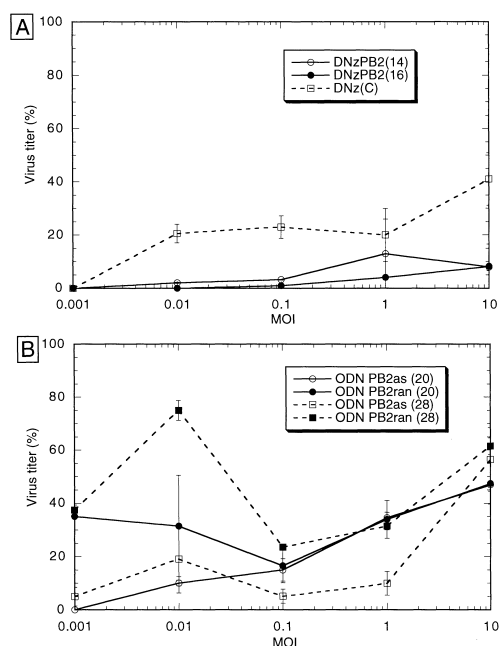 A
100
80
60
40
20
0
Virus titer (%)
DNzPB2(14)
DNzPB2(16)
DNz(C)
0.001 0.01 0.1 1 10
MOI
B
100
80
60
40
20
0
Virus titer (%)
ODN PB2as (20)
ODN PB2ran (20)
ODN PB2as (28)
ODN PB2ran (28)
0.001 0.01 0.1 1 10
MOI